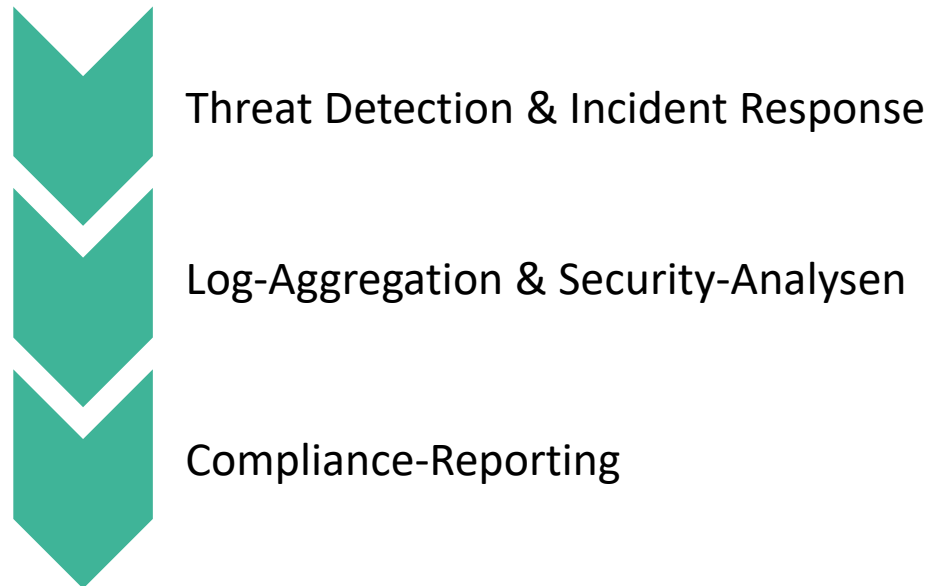 Threat Detection & Incident Response
Log-Aggregation & Security-Analysen
Compliance-Reporting